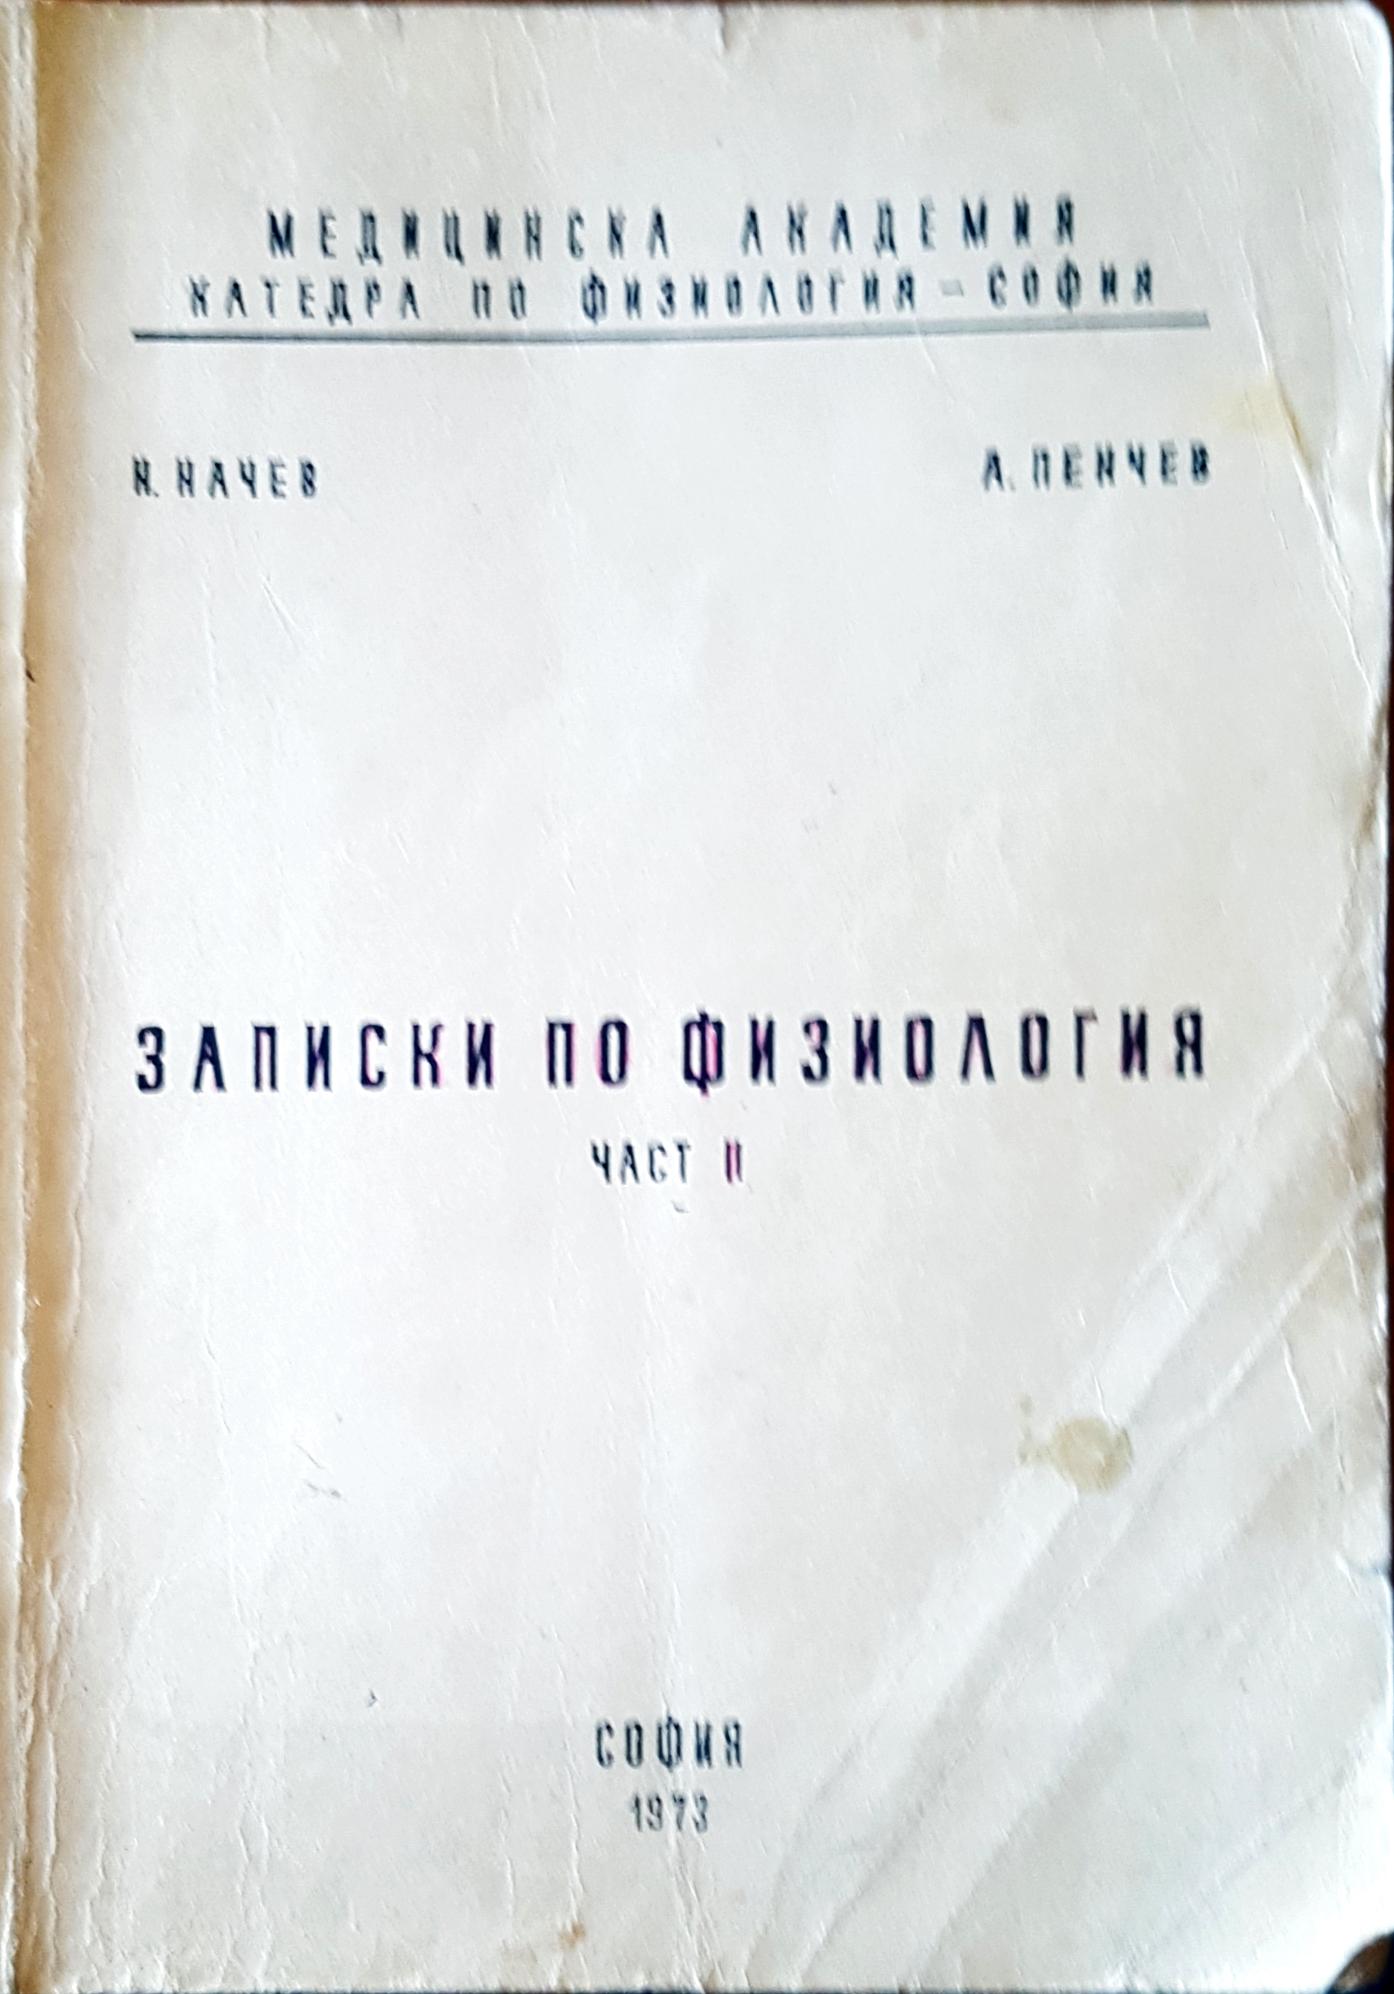 МЕДИЦИНСКА АКАДЕМИЯ
КАТЕДРА ПО ФИЗИОЛОГИЯ - СОФИЯ
Н. НАЧЕВ А. ПЕНЧЕВ
ЗАПИСКИ ПО ФИЗИОЛОГИЯ
ЧАСТ II
СОФИЯ
1973